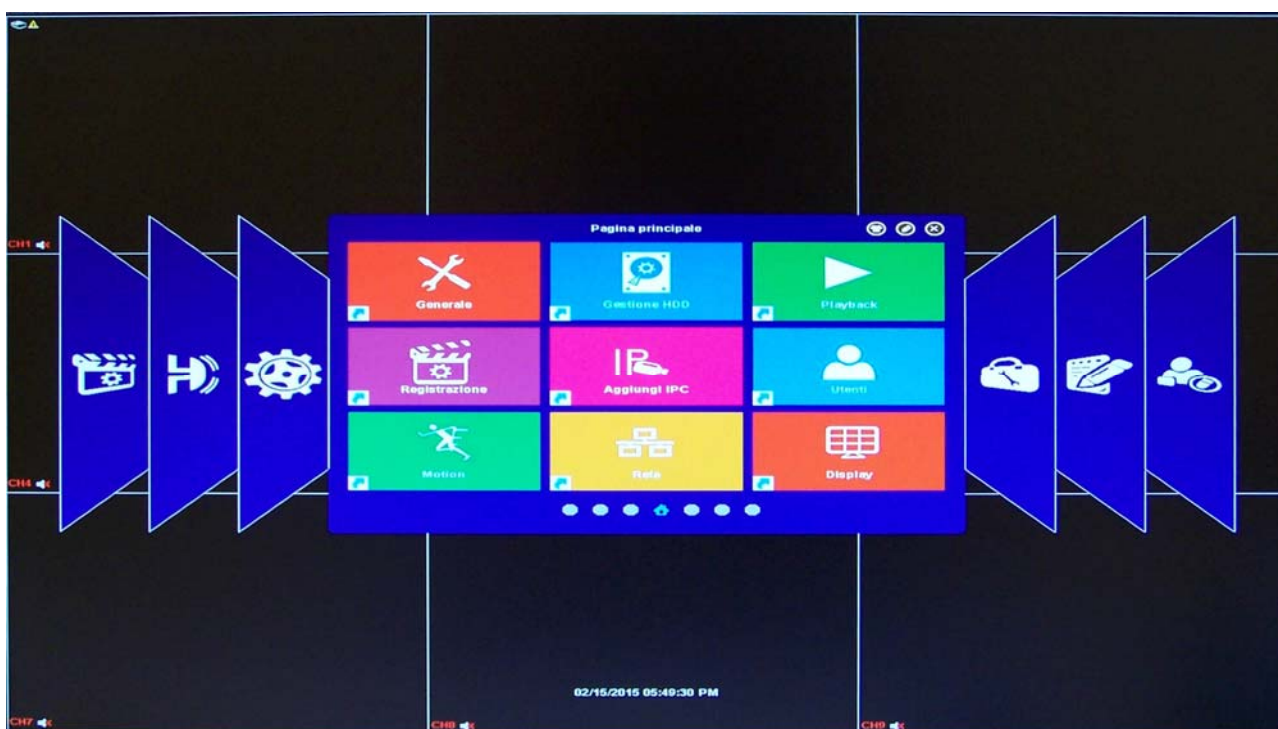 Pagina principale
CH1
Generale
Gestione HDD
Playback
Registrazione
IP
Aggiungi IPC
Utenti
Motion
Rete
Display
CH4
02/15/2015 05:49:30 PM
CH7
CH8
CH9